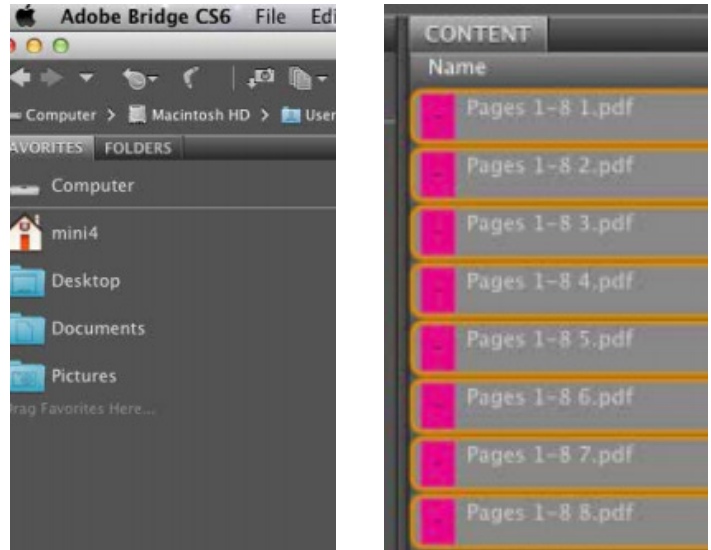 Adobe Bridge CS6 File Edi
Computer > Macintosh HD > User
AVORITES FOLDERS
Computer
mini4
Desktop
Documents
Pictures
rag Favorites Here...
CONTENT
Name
Pages 1-8 1.pdf
Pages 1-8 2.pdf
Pages 1-8 3.pdf
Pages 1-8 4.pdf
Pages 1-8 5.pdf
Pages 1-8 6.pdf
Pages 1-8 7.pdf
Pages 1-8 8.pdf